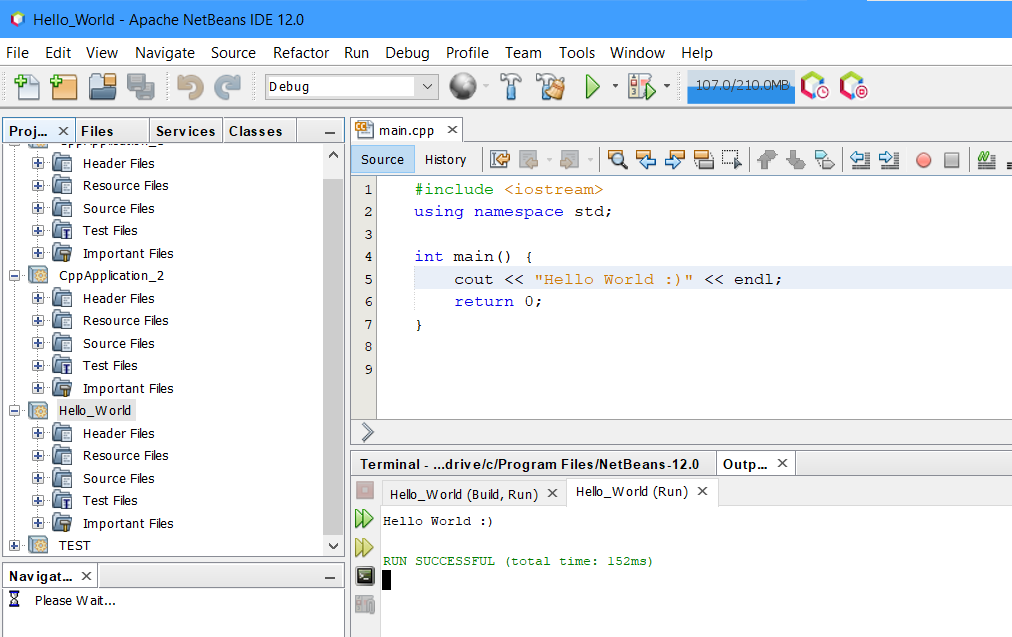 Hello_World - Apache NetBeans IDE 12.0
File Edit View Navigate Source Refactor Run Debug Profile Team Tools Window Help
Debug
107.0/210.0MB
Proj... Files Services Classes
Header Files
Resource Files
Source Files
Test Files
Important Files
CppApplication_2
Header Files
Resource Files
Source Files
Test Files
Important Files
Hello_World
Header Files
Resource Files
Source Files
Test Files
Important Files
TEST
Navigat...
Please Wait...
main.cpp
Source History
1 #include <iostream>
2 using namespace std;
3
4 int main() {
5 cout << "Hello World :)" << endl;
6 return 0;
7 }
8
9
Terminal - ...drive/c/Program Files/NetBeans-12.0 Outp...
Hello_World (Build, Run) Hello_World (Run)
Hello World :)
RUN SUCCESSFUL (total time: 152ms)